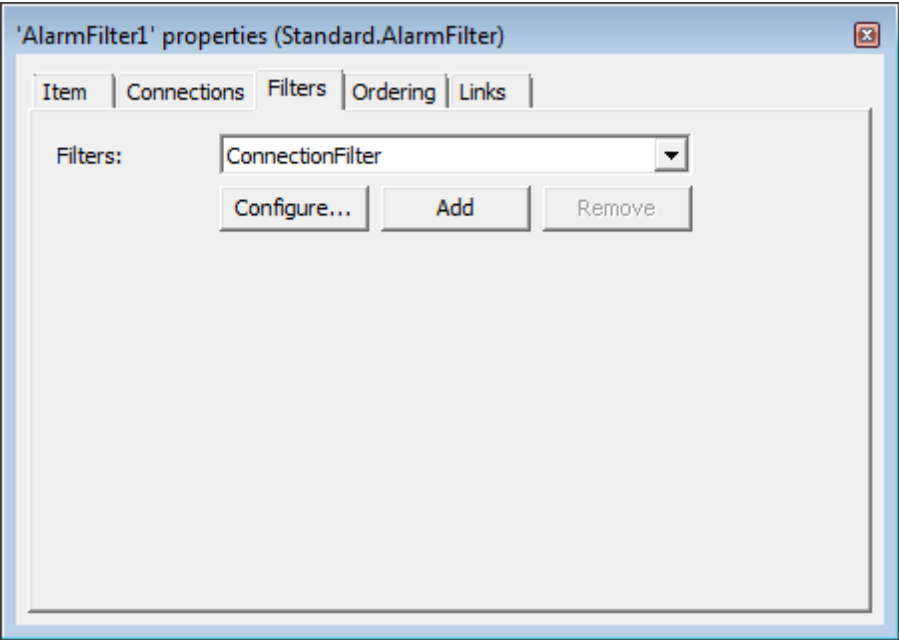 'AlarmFilter1' properties (Standard.AlarmFilter)
Item Connections Filters Ordering Links
Filters: ConnectionFilter
Configure... Add Remove